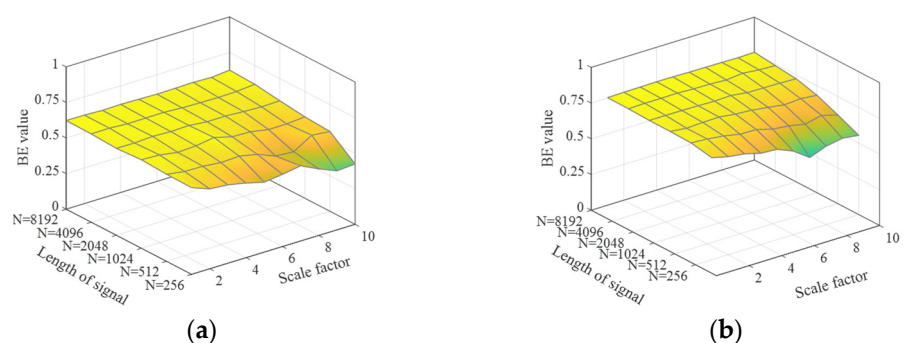 1
0.75
0.5
0.25
0
BE value
N=8192
N=4096
N=2048
N=1024
N=512
N=256
Length of signal
2
4
6
8
10
Scale factor
(a)
1
0.75
0.5
0.25
0
BE value
N=8192
N=4096
N=2048
N=1024
N=512
N=256
Length of signal
2
4
6
8
10
Scale factor
(b)